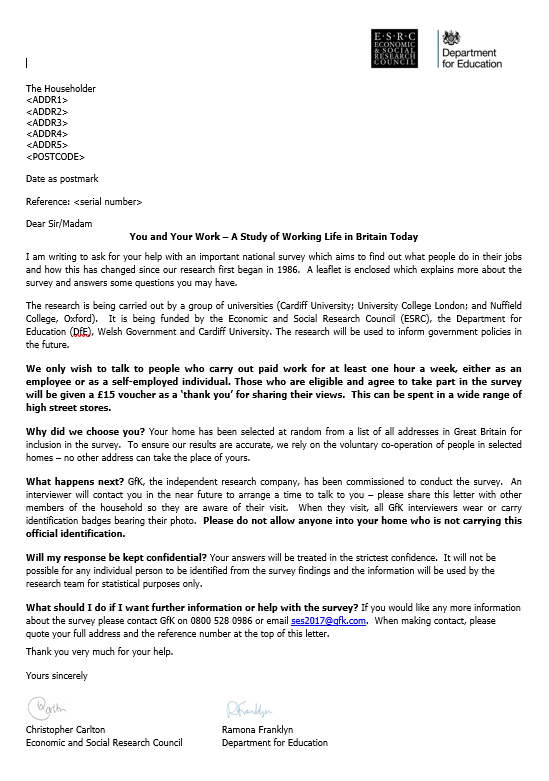 E·S·R·C
ECONOMIC
& SOCIAL
RESEARCH
COUNCIL
Department
for Education
The Householder
<ADDR1>
<ADDR2>
<ADDR3>
<ADDR4>
<ADDR5>
<POSTCODE>
Date as postmark
Reference: <serial number>
Dear Sir/Madam
You and Your Work – A Study of Working Life in Britain Today
I am writing to ask for your help with an important national survey which aims to find out what people do in their jobs
and how this has changed since our research first began in 1986. A leaflet is enclosed which explains more about the
survey and answers some questions you may have.
The research is being carried out by a group of universities (Cardiff University; University College London; and Nuffield
College, Oxford). It is being funded by the Economic and Social Research Council (ESRC), the Department for
Education (DfE), Welsh Government and Cardiff University. The research will be used to inform government policies in
the future.
We only wish to talk to people who carry out paid work for at least one hour a week, either as an
employee or as a self-employed individual. Those who are eligible and agree to take part in the survey
will be given a £15 voucher as a ‘thank you’ for sharing their views. This can be spent in a wide range of
high street stores.
Why did we choose you? Your home has been selected at random from a list of all addresses in Great Britain for
inclusion in the survey. To ensure our results are accurate, we rely on the voluntary co-operation of people in selected
homes – no other address can take the place of yours.
What happens next? GfK, the independent research company, has been commissioned to conduct the survey. An
interviewer will contact you in the near future to arrange a time to talk to you – please share this letter with other
members of the household so they are aware of their visit. When they visit, all GfK interviewers wear or carry
identification badges bearing their photo. Please do not allow anyone into your home who is not carrying this
official identification.
Will my response be kept confidential? Your answers will be treated in the strictest confidence. It will not be
possible for any individual person to be identified from the survey findings and the information will be used by the
research team for statistical purposes only.
What should I do if I want further information or help with the survey? If you would like any more information
about the survey please contact GfK on 0800 528 0986 or email ses2017@gfk.com. When making contact, please
quote your full address and the reference number at the top of this letter.
Thank you very much for your help.
Yours sincerely
R Franklyn
Christopher Carlton Ramona Franklyn
Economic and Social Research Council Department for Education